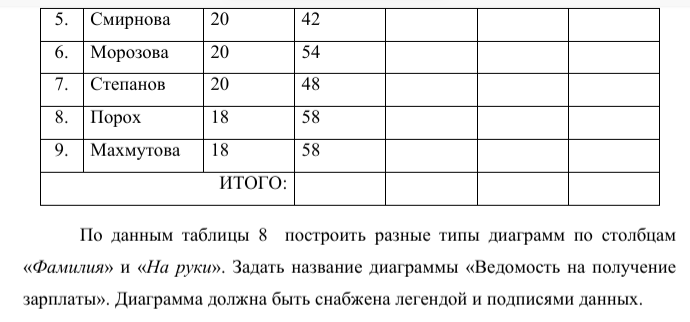 5. Смирнова 20 42
6. Морозова 20 54
7. Степанов 20 48
8. Порох 18 58
9. Махмутова 18 58
ИТОГО:
По данным таблицы 8 построить разные типы диаграмм по столбцам
«Фамилия» и «На руки». Задать название диаграммы «Ведомость на получение
зарплаты». Диаграмма должна быть снабжена легендой и подписями данных.